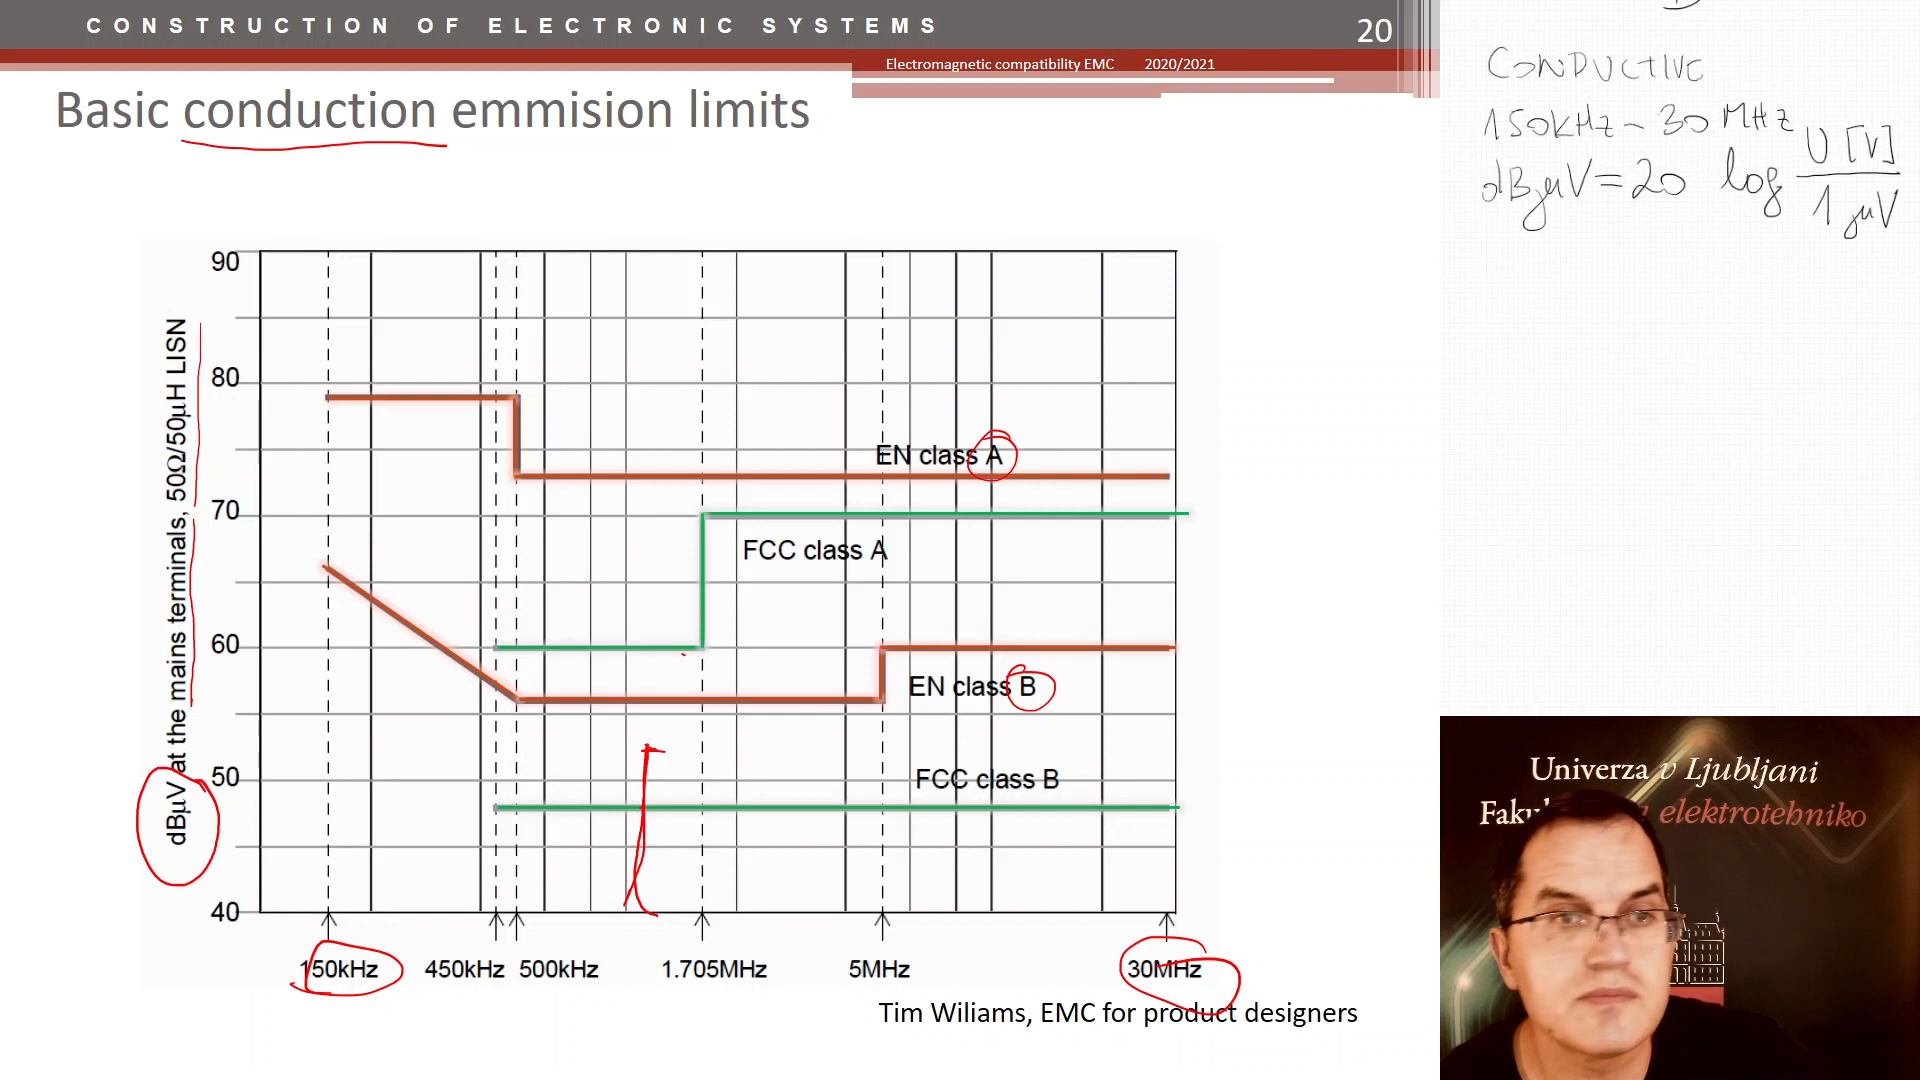 CONSTRUCTION OF ELECTRONIC SYSTEMS
20
Electromagnetic compatibility EMC 2020/2021
Basic conduction emmision limits
CONDUCTIVE
150kHz - 30MHz
dBµV = 20 log U [V] / 1µV
dBµV at the mains terminals, 50Ω/50µH LISN
90
80
70
60
50
40
EN class A
FCC class A
EN class B
FCC class B
150kHz 450kHz 500kHz 1.705MHz 5MHz 30MHz
Tim Wiliams, EMC for product designers
Univerza v Ljubljani
elektrotehniko